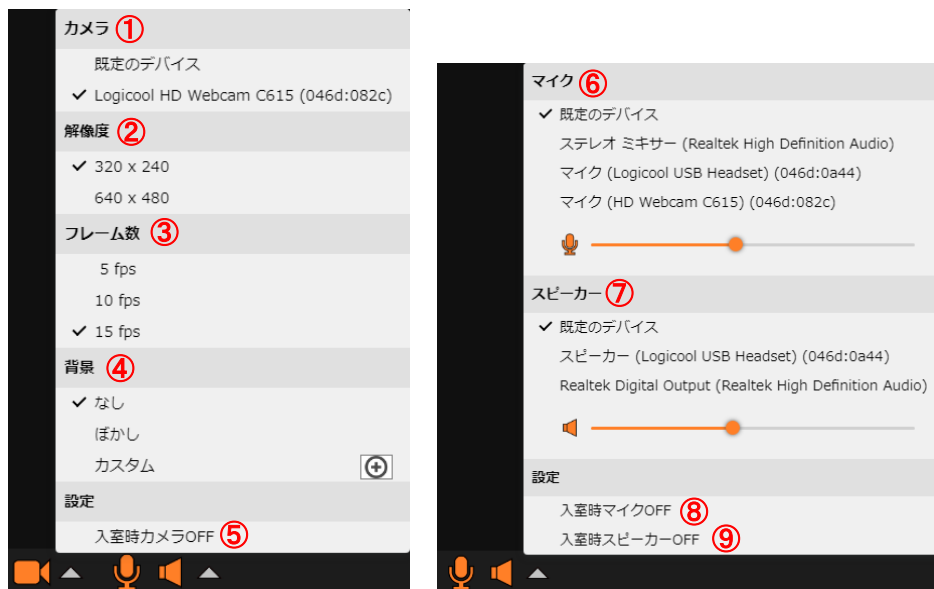 カメラ ①
既定のデバイス
✓ Logicool HD Webcam C615 (046d:082c)
解像度 ②
✓ 320 x 240
640 x 480
フレーム数 ③
5 fps
10 fps
✓ 15 fps
背景 ④
✓ なし
ぼかし
カスタム
設定
入室時カメラOFF ⑤
マイク ⑥
✓ 既定のデバイス
ステレオ ミキサー (Realtek High Definition Audio)
マイク (Logicool USB Headset) (046d:0a44)
マイク (HD Webcam C615) (046d:082c)
スピーカー ⑦
✓ 既定のデバイス
スピーカー (Logicool USB Headset) (046d:0a44)
Realtek Digital Output (Realtek High Definition Audio)
設定
入室時マイクOFF ⑧
入室時スピーカーOFF ⑨